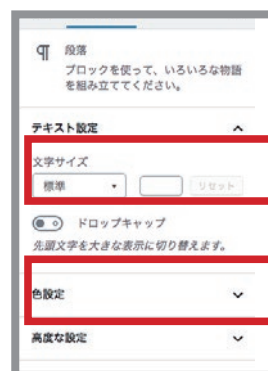 段落
ブロックを使って、いろいろな物語
を組み立ててください。
テキスト設定
文字サイズ
標準
リセット
ドロップキャップ
先頭文字を大きな表示に切り替えます。
色設定
高度な設定